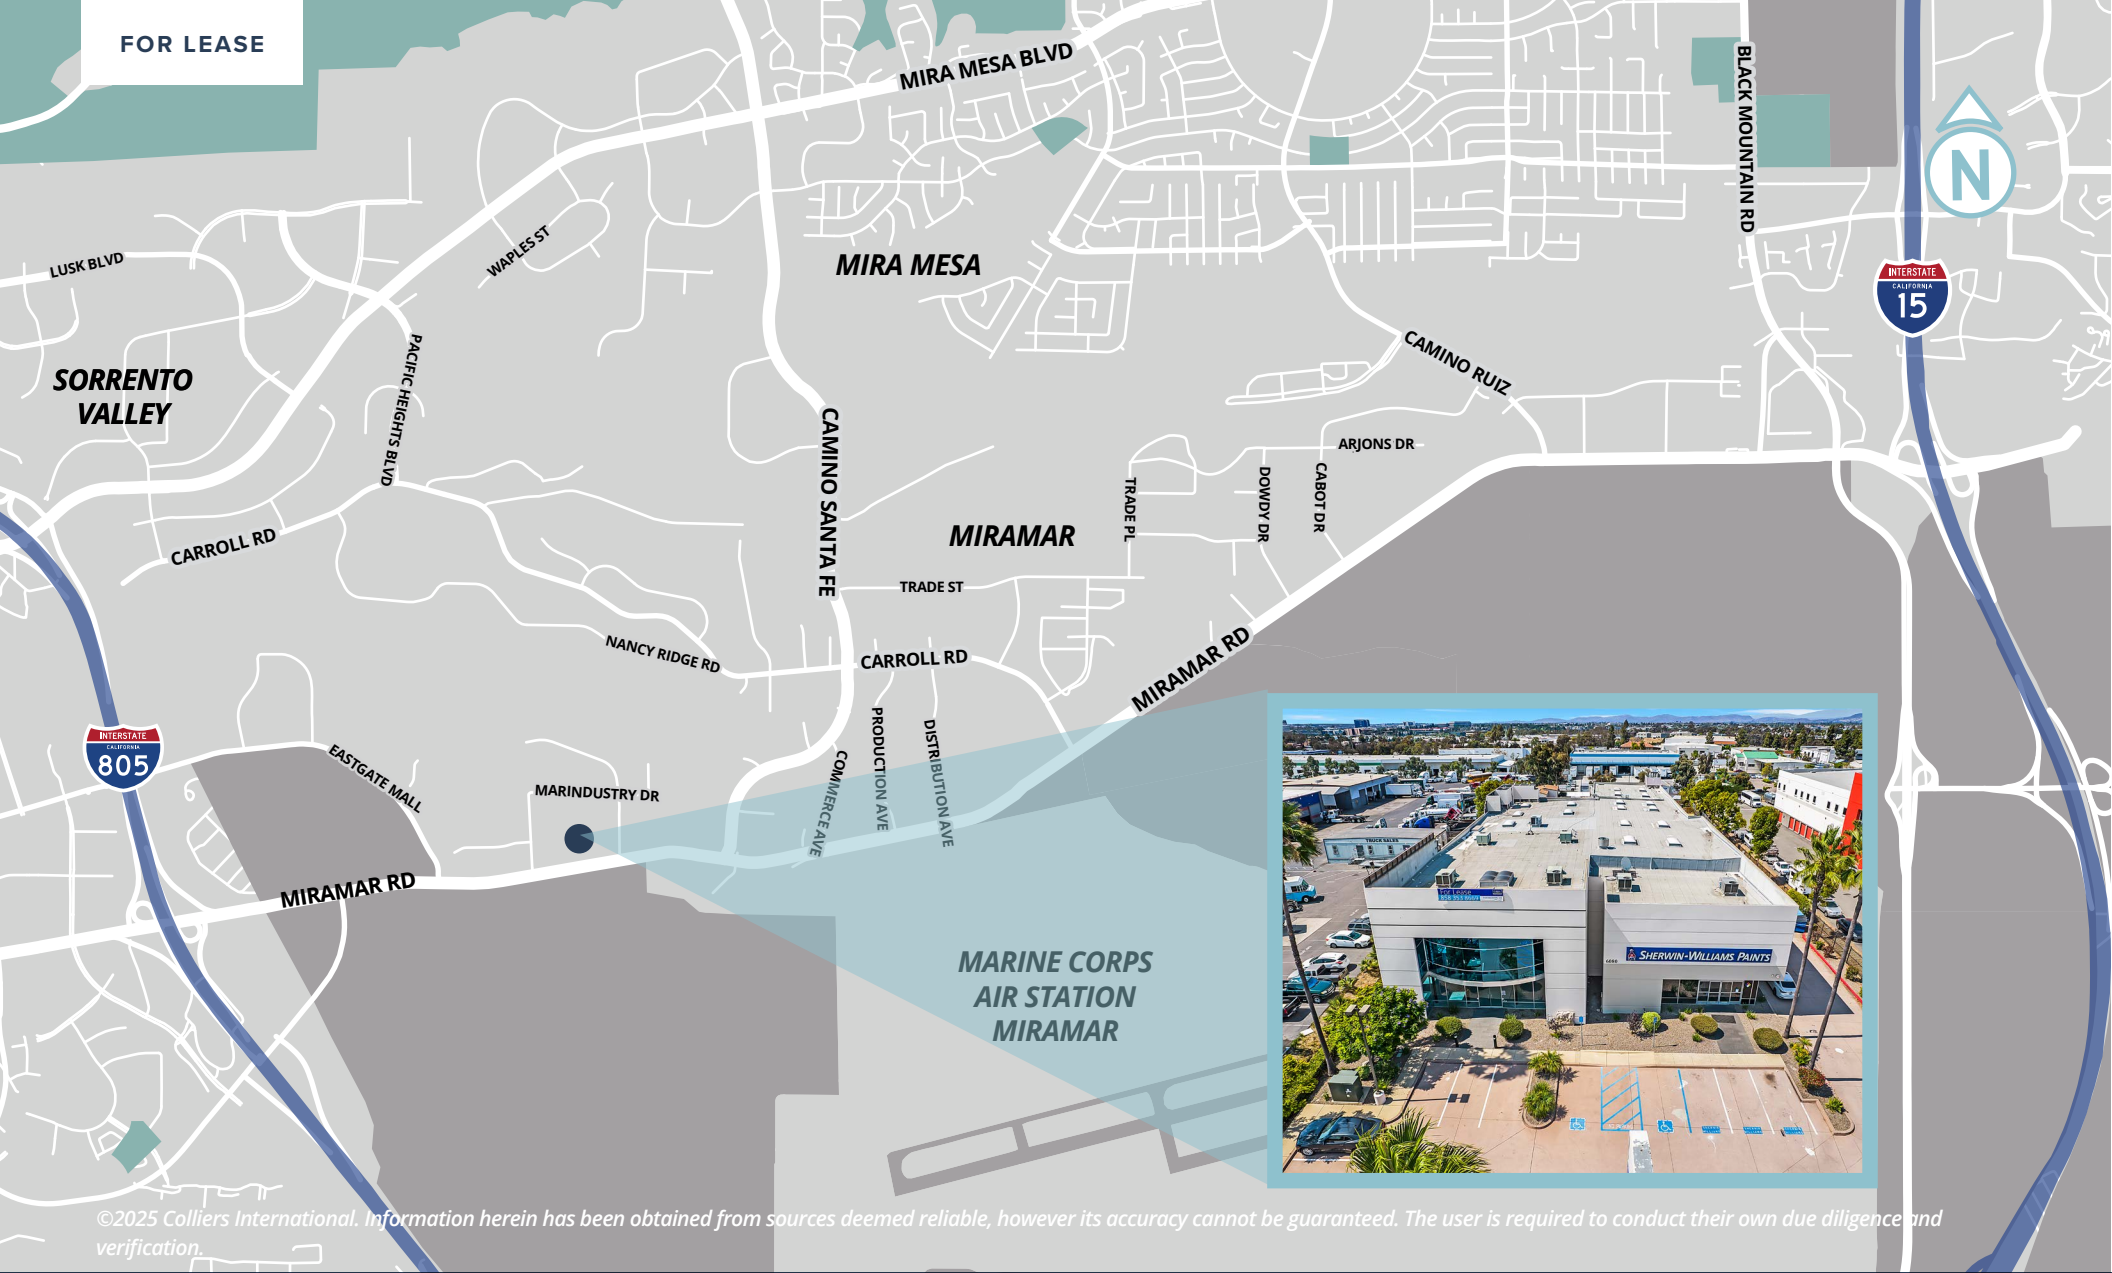 FOR LEASE
MIRA MESA BLVD
BLACK MOUNTAIN RD
N
LUSK BLVD
WAPLES ST
MIRA MESA
INTERSTATE
CALIFORNIA
15
PACIFIC HEIGHTS BLVD
CAMINO RUIZ
SORRENTO
VALLEY
CAMINO SANTA FE
ARJONS DR
TRADE PL
DOWDY DR
CABOT DR
CARROLL RD
MIRAMAR
TRADE ST
NANCY RIDGE RD
CARROLL RD
MIRAMAR RD
PRODUCTION AVE
DISTRIBUTION AVE
COMMERCE AVE
INTERSTATE
CALIFORNIA
805
EASTGATE MALL
MARINDUSTRY DR
MIRAMAR RD
MARINE CORPS
AIR STATION
MIRAMAR
TRUCK SALES
For Lease
SHERWIN-WILLIAMS PAINTS
©2025 Colliers International. Information herein has been obtained from sources deemed reliable, however its accuracy cannot be guaranteed. The user is required to conduct their own due diligence and
verification.